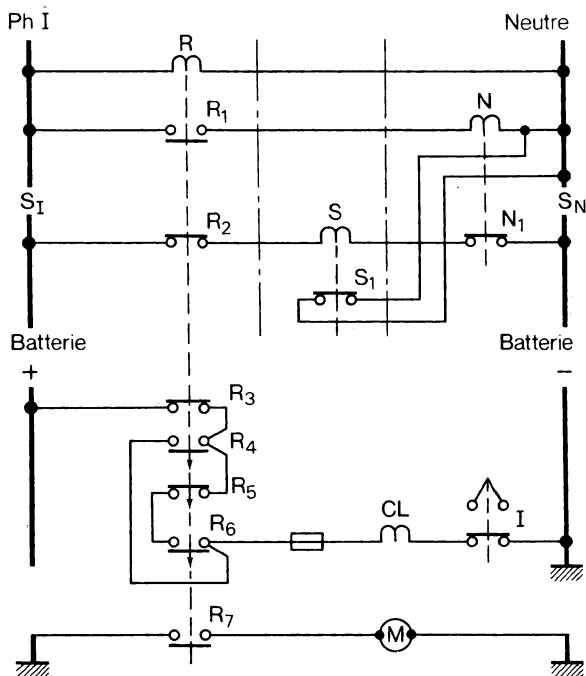 Ph I
Neutre
R
R1
N
SI
SN
R2
S
N1
S1
Batterie
+
Batterie
−
R3
R4
R5
CL
I
R6
R7
M